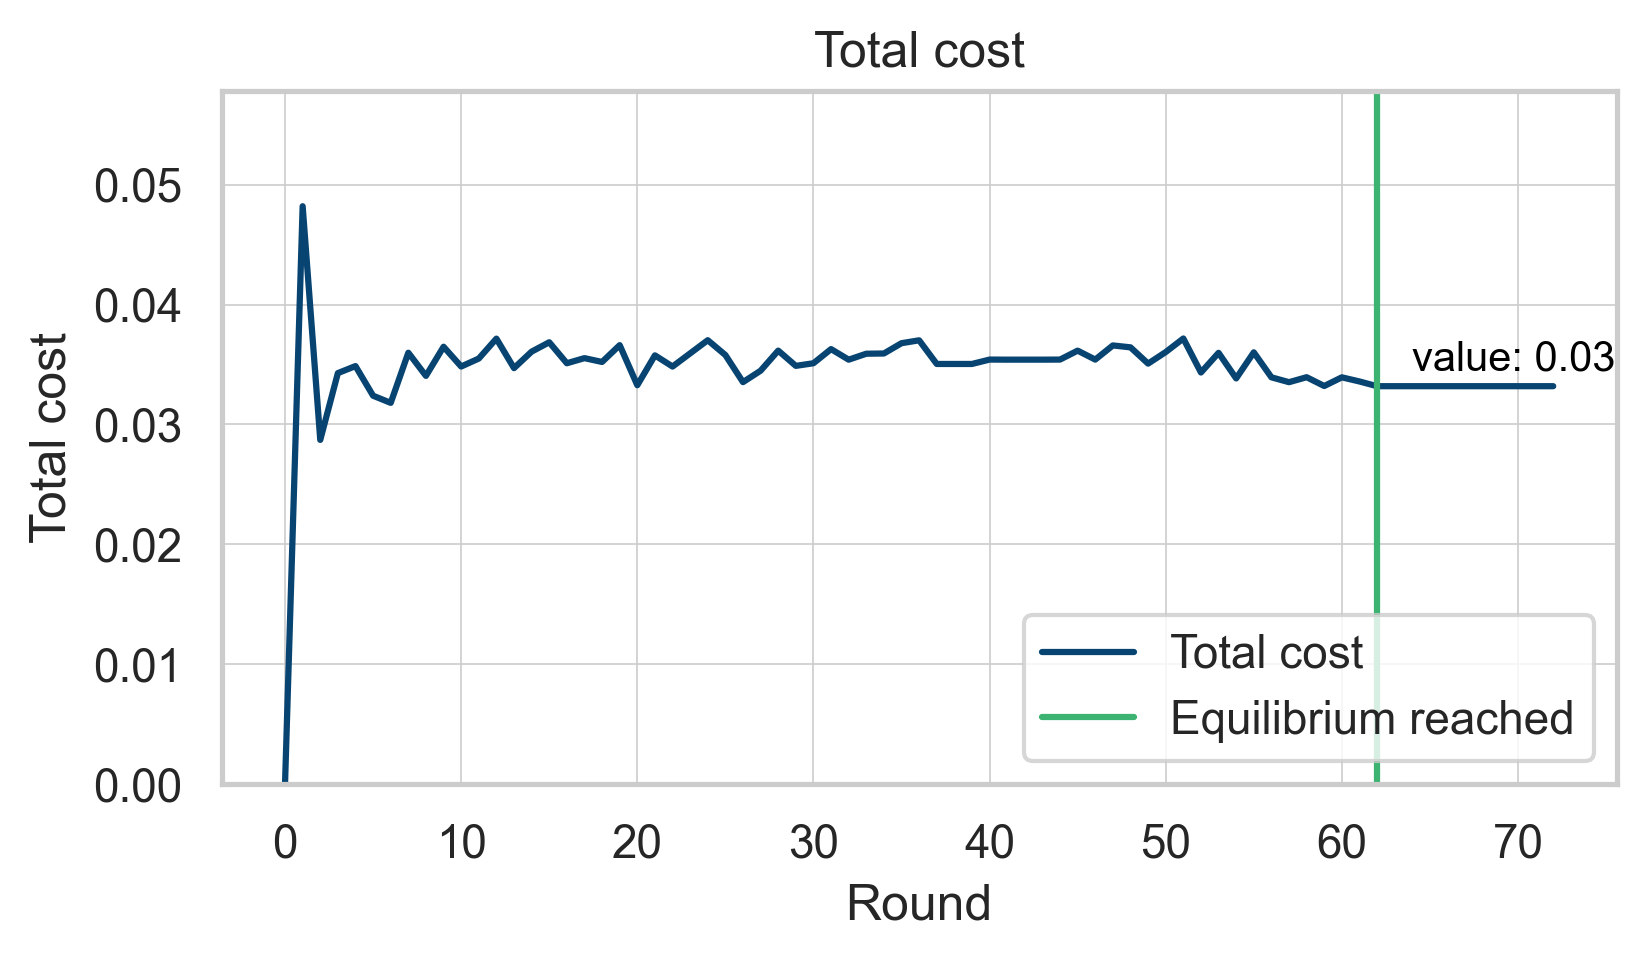 Total cost
Total cost
0.05
0.04
0.03
0.02
0.01
0.00
value: 0.03
Total cost
Equilibrium reached
0 10 20 30 40 50 60 70
Round